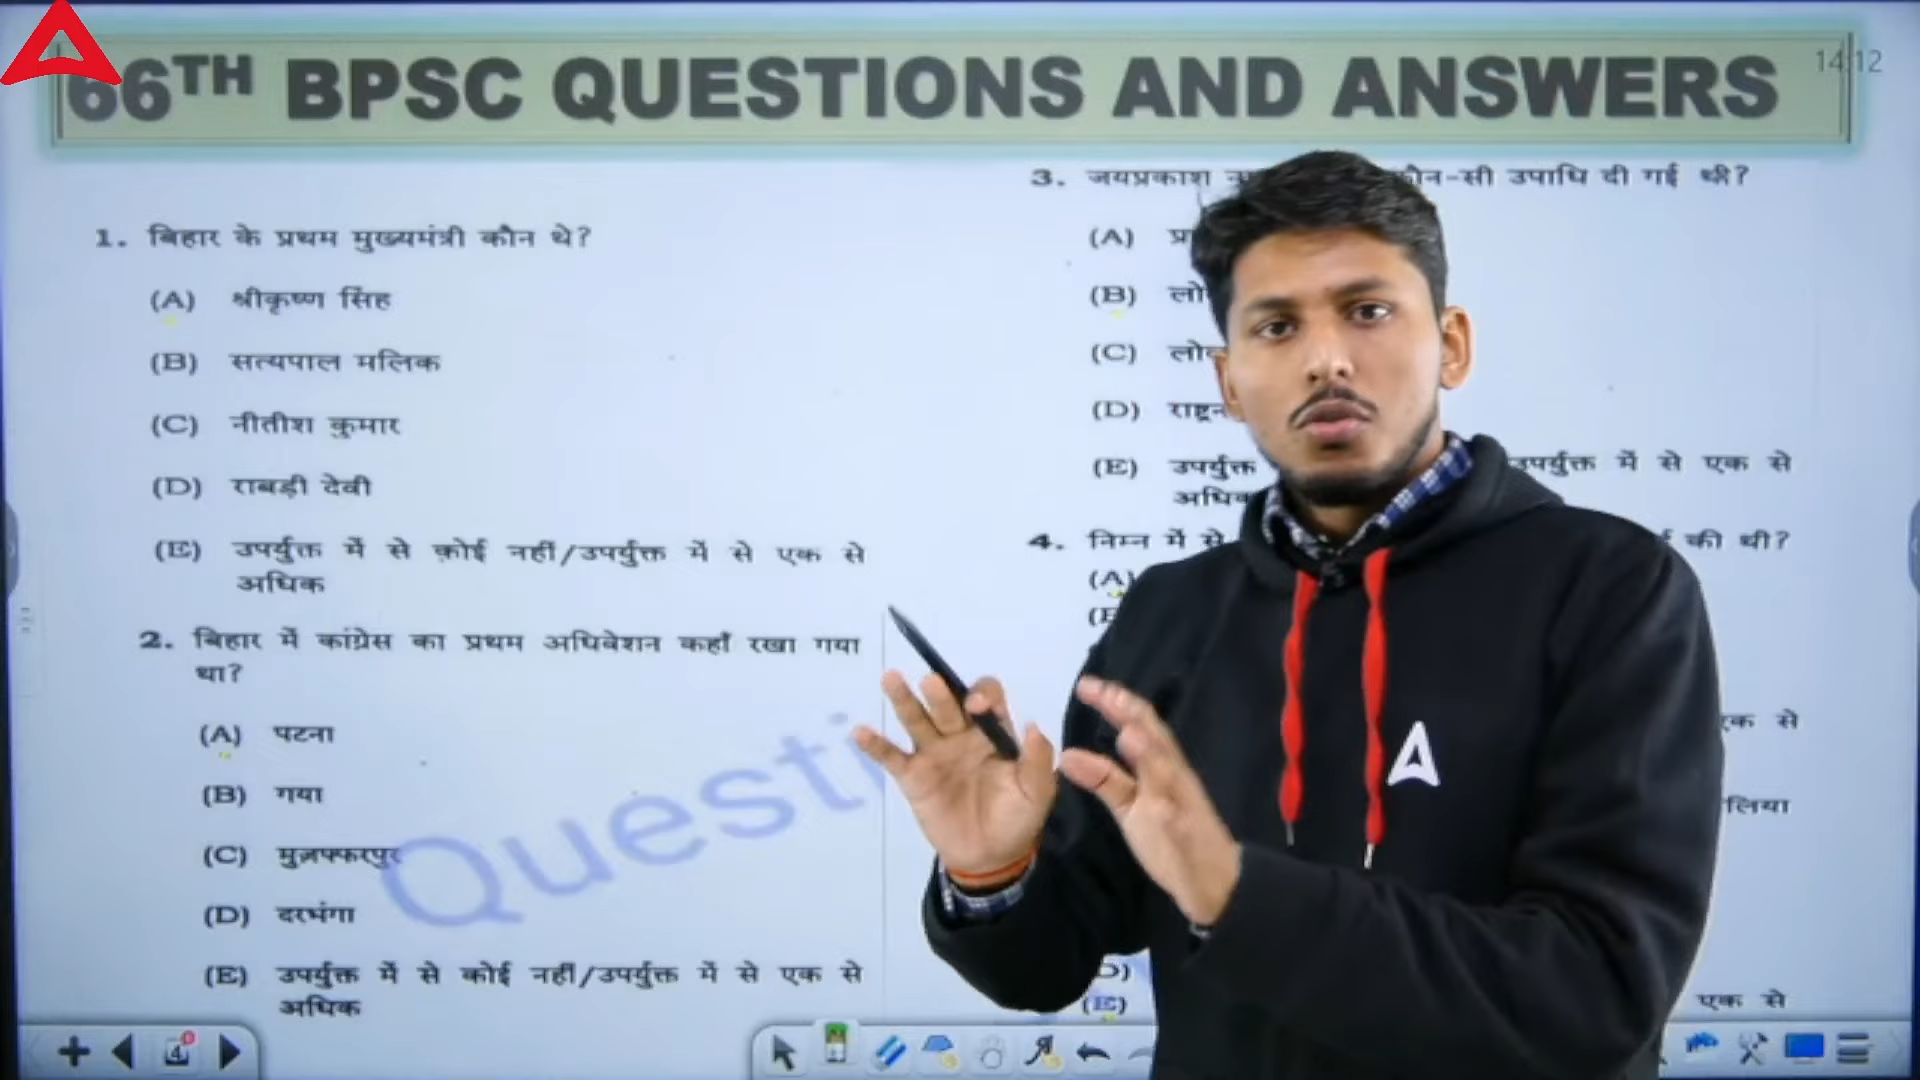 66TH BPSC QUESTIONS AND ANSWERS
14:12
1. बिहार के प्रथम मुख्यमंत्री कौन थे?
(A) श्रीकृष्ण सिंह
(B) सत्यपाल मलिक
(C) नीतीश कुमार
(D) राबड़ी देवी
(E) उपर्युक्त में से कोई नहीं/उपर्युक्त में से एक से
अधिक
2. बिहार में कांग्रेस का प्रथम अधिवेशन कहाँ रखा गया
था?
(A) पटना
(B) गया
(C) मुज़फ्फरपुर
(D) दरभंगा
(E) उपर्युक्त में से कोई नहीं/उपर्युक्त में से एक से
अधिक
3. जयप्रकाश कौन-सी उपाधि दी गई थी?
(A)
(B)
(C)
(D)
(E) उपर्युक्त उपर्युक्त में से एक से
अधिक
4. निम्न में से की थी?
(A)
एक से
(E) एक से